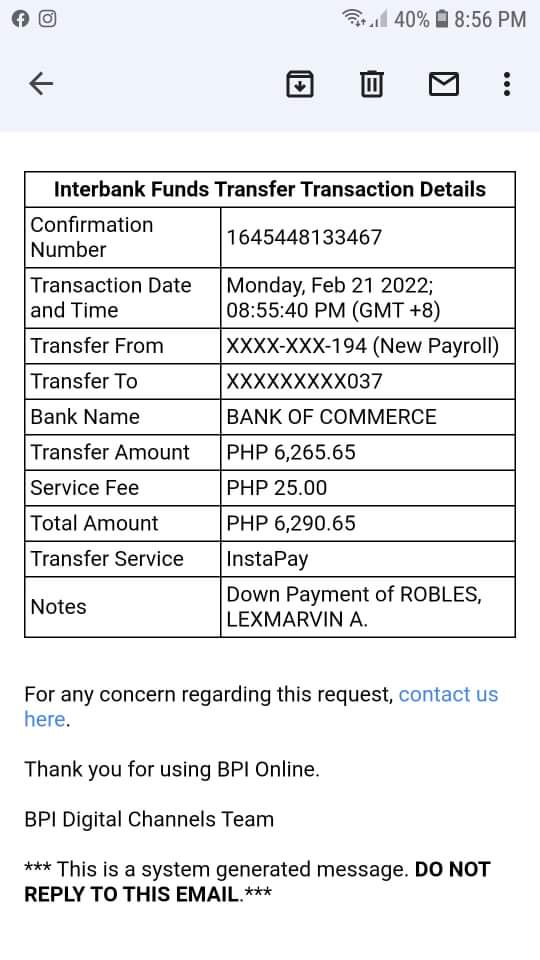 40% 8:56 PM
Interbank Funds Transfer Transaction Details
Confirmation
Number
1645448133467
Transaction Date
and Time
Monday, Feb 21 2022;
08:55:40 PM (GMT +8)
Transfer From
XXXX-XXX-194 (New Payroll)
Transfer To
XXXXXXXXX037
Bank Name
BANK OF COMMERCE
Transfer Amount
PHP 6,265.65
Service Fee
PHP 25.00
Total Amount
PHP 6,290.65
Transfer Service
InstaPay
Notes
Down Payment of ROBLES,
LEXMARVIN A.
For any concern regarding this request, contact us
here.
Thank you for using BPI Online.
BPI Digital Channels Team
*** This is a system generated message. DO NOT
REPLY TO THIS EMAIL.***